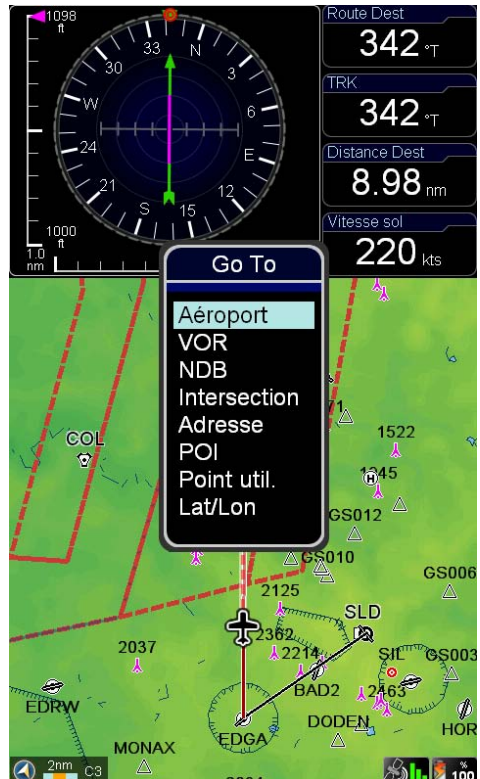 1098
ft
Route Dest
342 °T
33
N
3
6
E
12
15
S
21
24
W
30
TRK
342 °T
Distance Dest
8.98 nm
Vitesse sol
220 kts
1000
ft
1.0
nm
Go To
Aéroport
VOR
NDB
Intersection
Adresse
POI
Point util.
Lat/Lon
COL
1522
H
GS012
GS010
GS006
2125
SLD
2362
2037
2214
SIL
GS003
BAD2
2463
EDRW
DODEN
HOR
EDGA
MONAX
2nm
C3
%
100